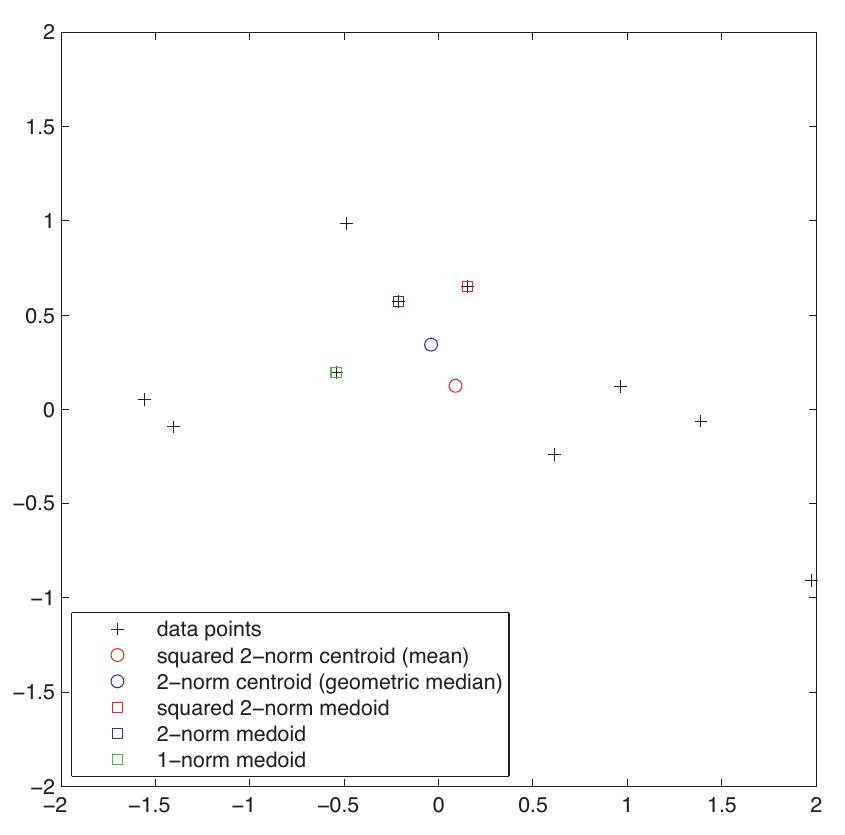 2
1.5
1
0.5
0
−0.5
−1
−1.5
−2
data points
squared 2−norm centroid (mean)
2−norm centroid (geometric median)
squared 2−norm medoid
2−norm medoid
1−norm medoid
−2 −1.5 −1 −0.5 0 0.5 1 1.5 2